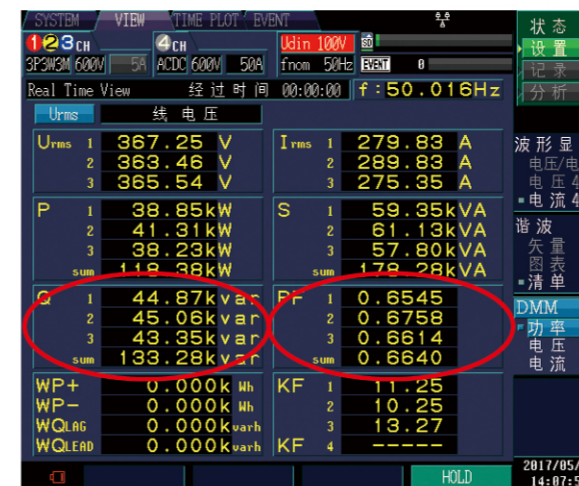 SYSTEM VIEW TIME PLOT EVENT 状态
123CH 4CH Udin 100V SD 设置
3P3W3M 600V 5A ACDC 600V 50A fnom 50Hz EVENT 0 记录
Real Time View 经过时间 00:00:00 f:50.016Hz 分析
Urms 线电压
Urms 1 367.25 V Irms 1 279.83 A 波形显
2 363.46 V 2 289.83 A 电压/电
3 365.54 V 3 275.35 A 电压4
电流4
P 1 38.85kW S 1 59.35kVA
2 41.31kW 2 61.13kVA 谐波
3 38.23kW 3 57.80kVA 矢量
sum 118.38kW sum 178.28kVA 图表
清单
Q 1 44.87kvar PF 1 0.6545 DMM
2 45.06kvar 2 0.6758 功率
3 43.35kvar 3 0.6614 电压
sum 133.28kvar sum 0.6640 电流
WP+ 0.000k Wh KF 1 11.25
WP− 0.000k Wh 2 10.25
WQLAG 0.000kvarh 3 13.27
WQLEAD 0.000kvarh KF 4 -----
HOLD 2017/05/
14:07:5